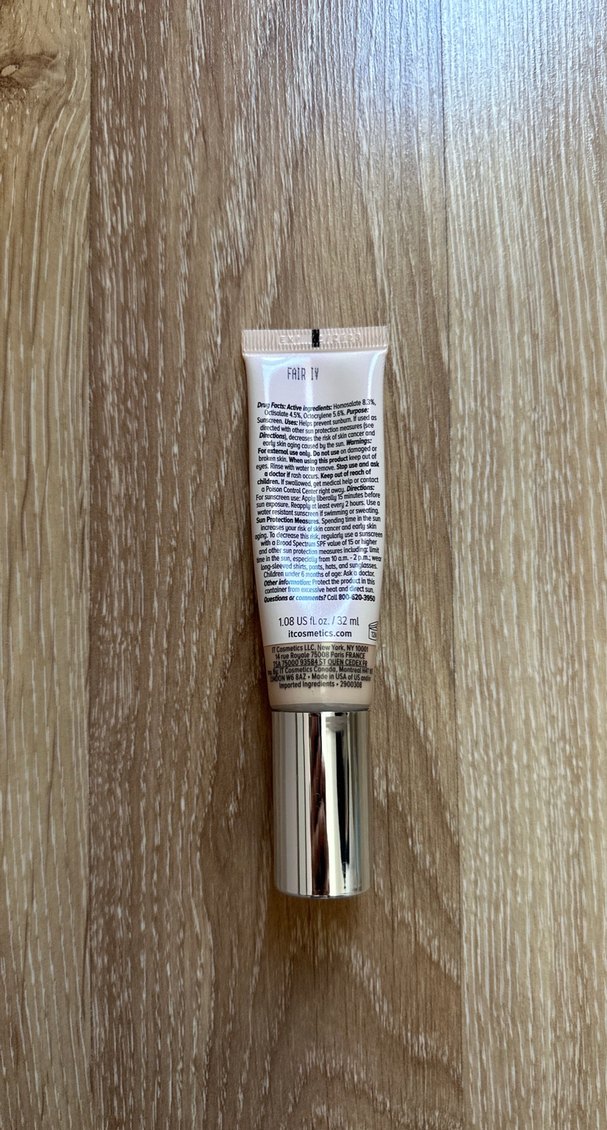 FAIR IV
Drug Facts: Active ingredients: Homosalate 8.3%,
Octisalate 4.5%, Octocrylene 5.6%. Purpose:
Sunscreen. Uses: Helps prevent sunburn. If used as
directed with other sun protection measures (see
Directions), decreases the risk of skin cancer and
early skin aging caused by the sun. Warnings:
For external use only. Do not use on damaged or
broken skin. When using this product keep out of
eyes. Rinse with water to remove. Stop use and ask
a doctor if rash occurs. Keep out of reach of
children. If swallowed, get medical help or contact
a Poison Control Center right away. Directions:
For sunscreen use: Apply liberally 15 minutes before
sun exposure. Reapply at least every 2 hours. Use a
water resistant sunscreen if swimming or sweating.
Sun Protection Measures. Spending time in the sun
increases your risk of skin cancer and early skin
aging. To decrease this risk, regularly use a sunscreen
with a Broad Spectrum SPF value of 15 or higher
and other sun protection measures including: limit
time in the sun, especially from 10 a.m. - 2 p.m.; wear
long-sleeved shirts, pants, hats, and sunglasses.
Children under 6 months of age: Ask a doctor.
Other information: Protect the product in this
container from excessive heat and direct sun.
Questions or comments? Call 800-620-3950
1.08 US fl. oz. / 32 ml
itcosmetics.com
IT Cosmetics LLC, New York, NY 10001
14 rue Royale 75008 Paris FRANCE
TSA 75000 93584 ST OUEN CEDEX FR
IT Cosmetics Canada, Montreal
LONDON W6 8AZ • Made in USA of US and/or
Imported Ingredients • 2900308